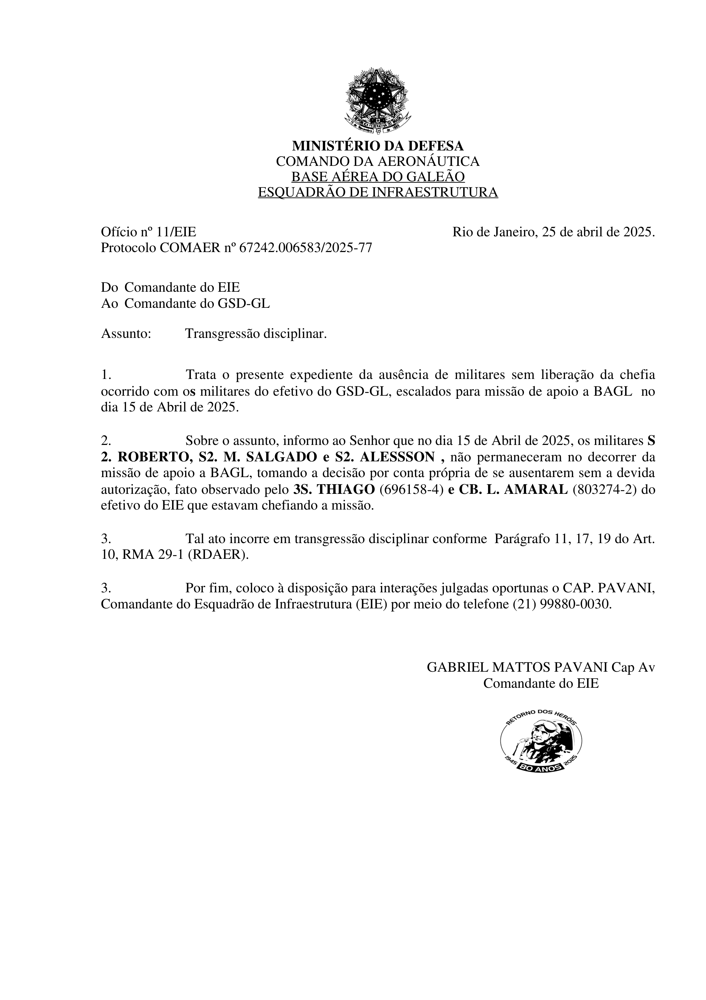 REPÚBLICA FEDERATIVA DO BRASIL
15 de Novembro de 1889
MINISTÉRIO DA DEFESA
COMANDO DA AERONÁUTICA
BASE AÉREA DO GALEÃO
ESQUADRÃO DE INFRAESTRUTURA
Ofício nº 11/EIE Rio de Janeiro, 25 de abril de 2025.
Protocolo COMAER nº 67242.006583/2025-77
Do Comandante do EIE
Ao Comandante do GSD-GL
Assunto: Transgressão disciplinar.
1. Trata o presente expediente da ausência de militares sem liberação da chefia
ocorrido com os militares do efetivo do GSD-GL, escalados para missão de apoio a BAGL no
dia 15 de Abril de 2025.
2. Sobre o assunto, informo ao Senhor que no dia 15 de Abril de 2025, os militares S
2. ROBERTO, S2. M. SALGADO e S2. ALESSSON , não permaneceram no decorrer da
missão de apoio a BAGL, tomando a decisão por conta própria de se ausentarem sem a devida
autorização, fato observado pelo 3S. THIAGO (696158-4) e CB. L. AMARAL (803274-2) do
efetivo do EIE que estavam chefiando a missão.
3. Tal ato incorre em transgressão disciplinar conforme Parágrafo 11, 17, 19 do Art.
10, RMA 29-1 (RDAER).
3. Por fim, coloco à disposição para interações julgadas oportunas o CAP. PAVANI,
Comandante do Esquadrão de Infraestrutura (EIE) por meio do telefone (21) 99880-0030.
GABRIEL MATTOS PAVANI Cap Av
Comandante do EIE
RETORNO DOS HERÓIS
1945 80 ANOS 2025